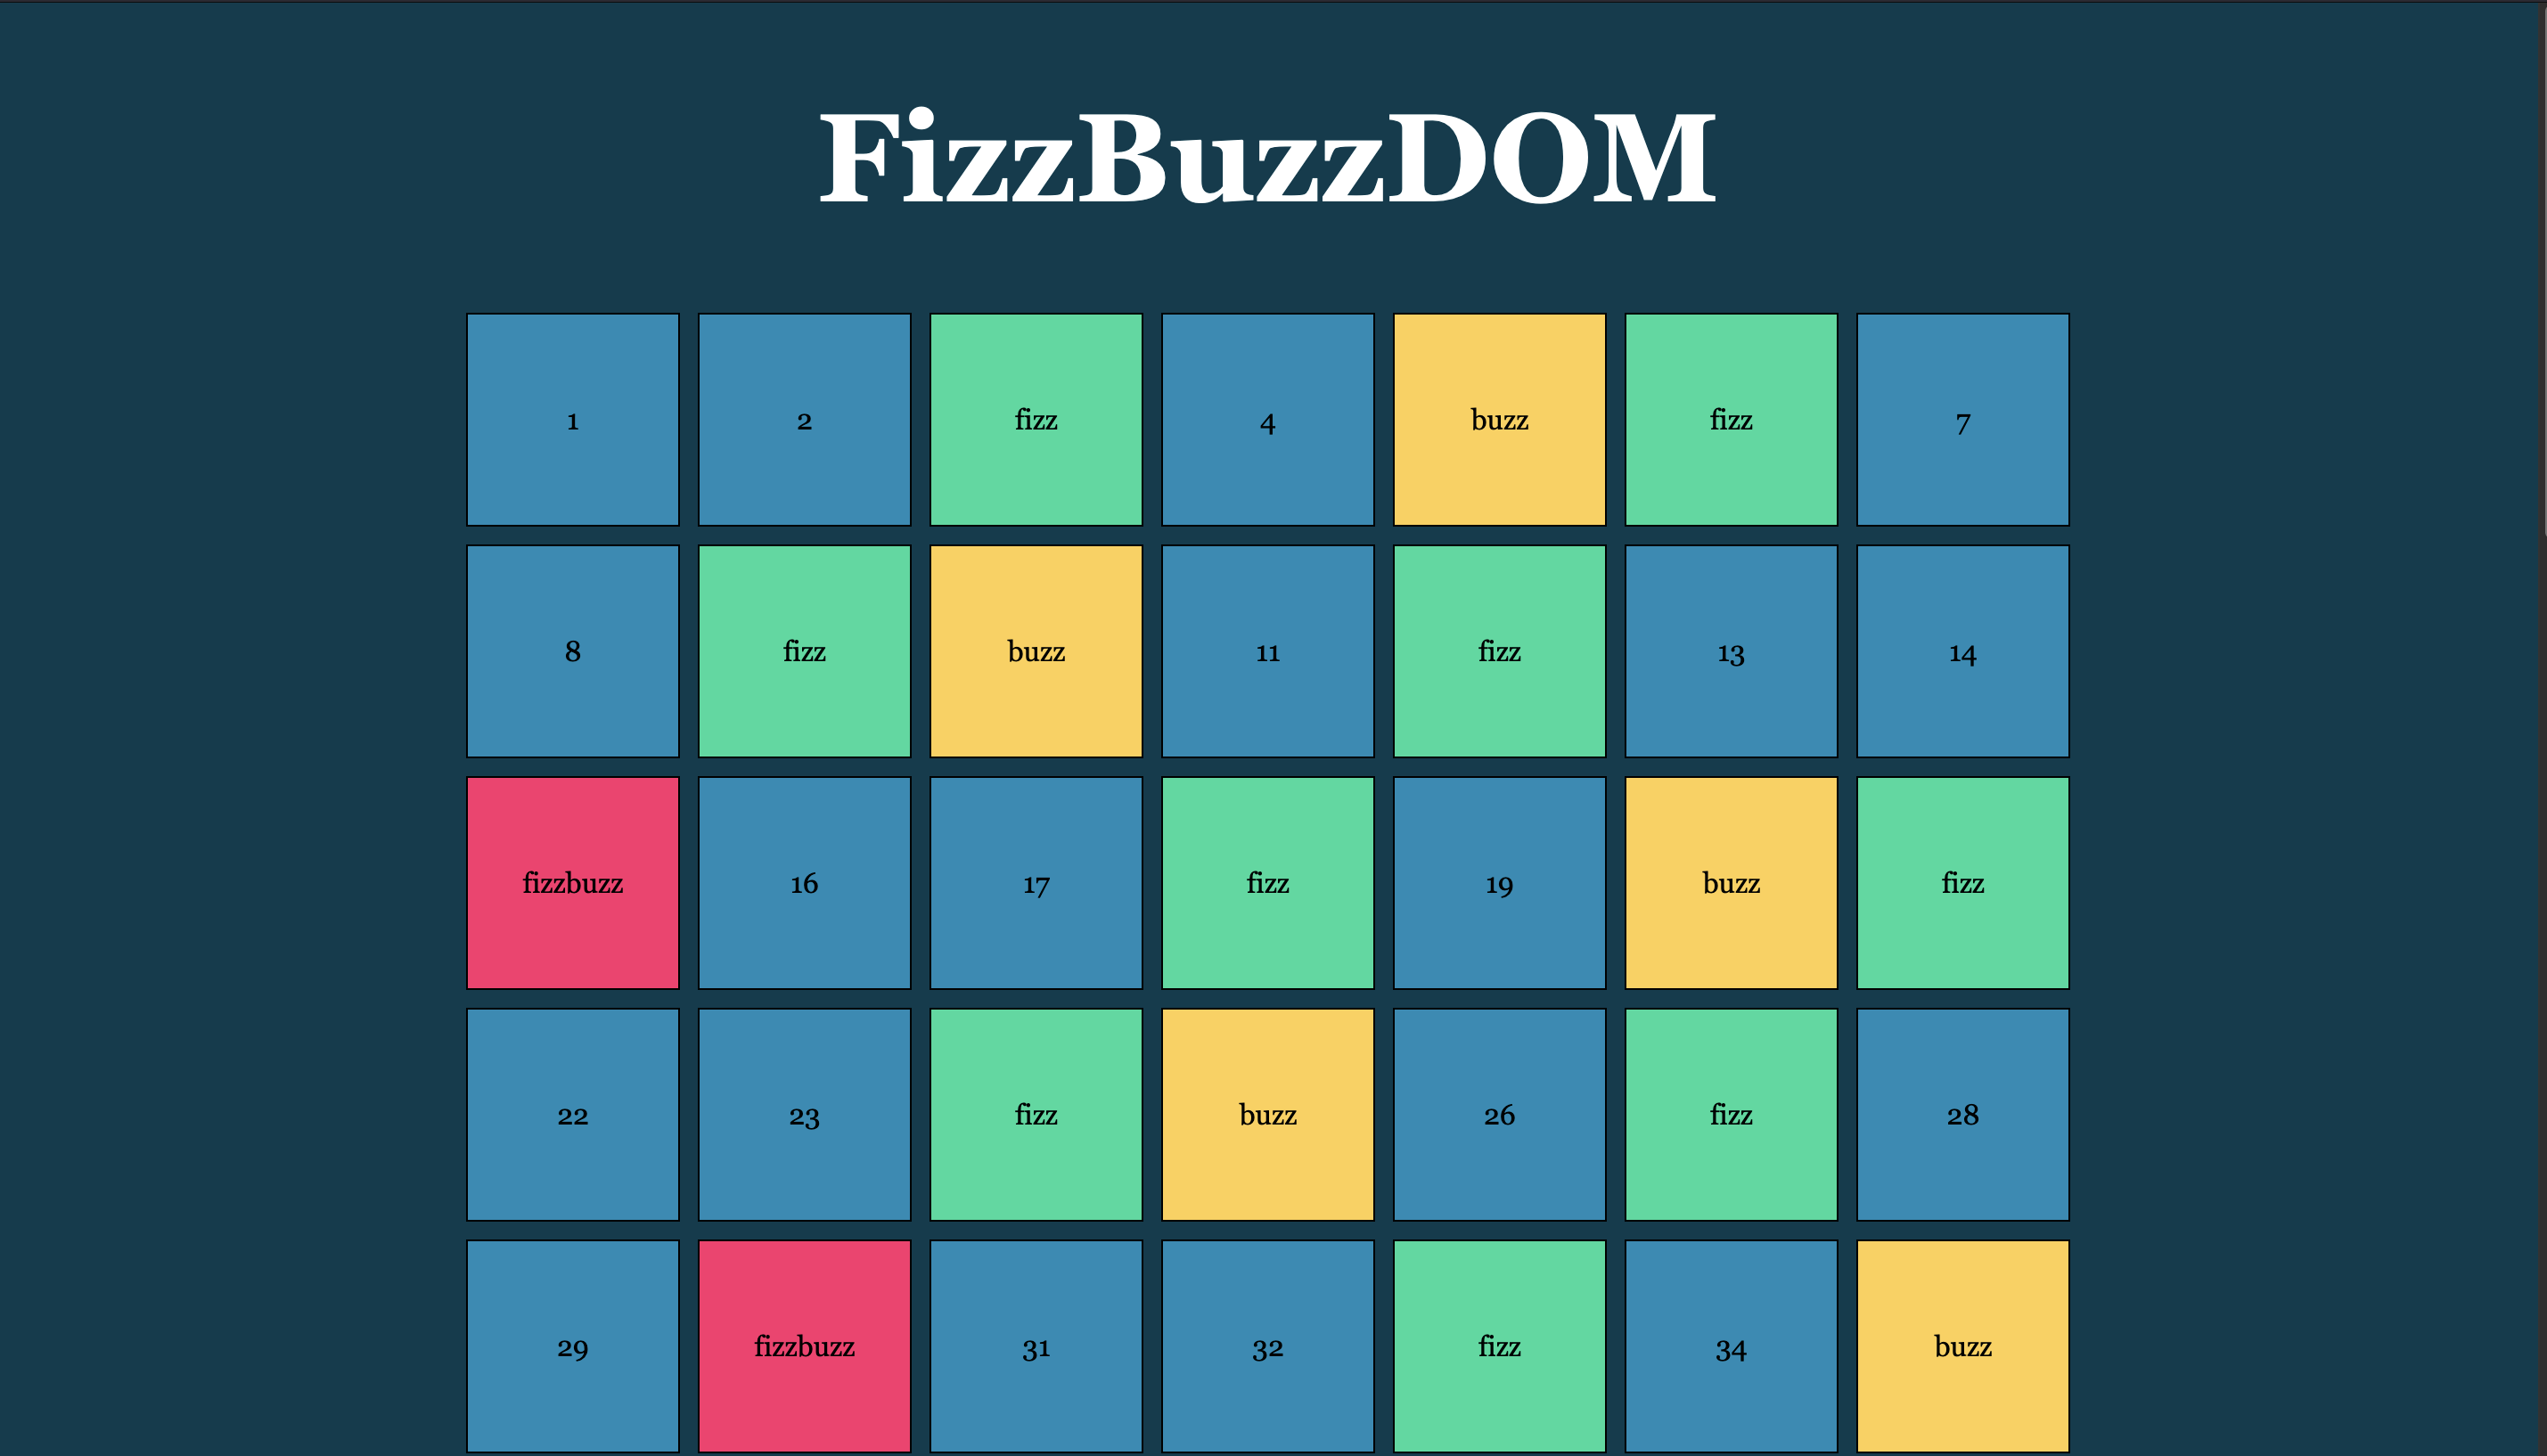 FizzBuzzDOM
1 2 fizz 4 buzz fizz 7
8 fizz buzz 11 fizz 13 14
fizzbuzz 16 17 fizz 19 buzz fizz
22 23 fizz buzz 26 fizz 28
29 fizzbuzz 31 32 fizz 34 buzz